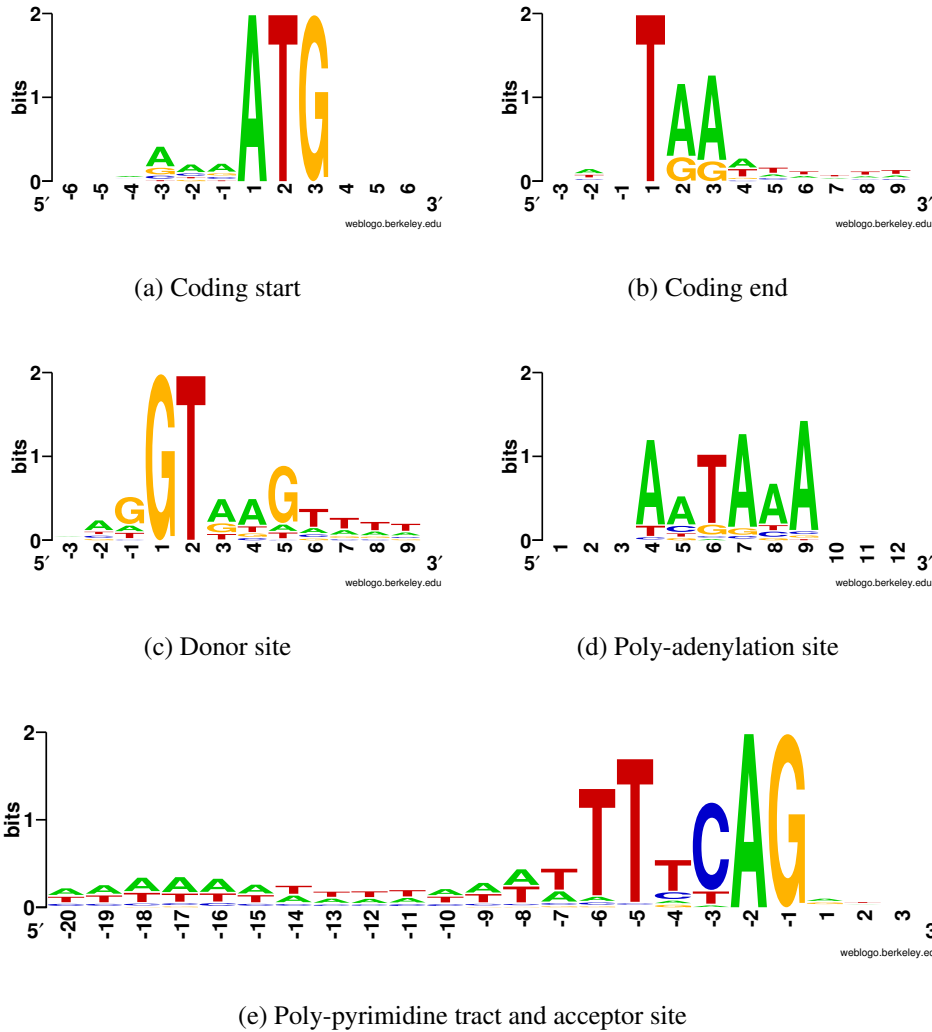 bits
2
1
0
5′
-6 -5 -4 -3 -2 -1 1 2 3 4 5 6
3′
A A A A T G
G
weblogo.berkeley.edu
(a) Coding start
bits
2
1
0
5′
-3 -2 -1 1 2 3 4 5 6 7 8 9
3′
T A A A T
G G T
weblogo.berkeley.edu
(b) Coding end
bits
2
1
0
5′
-3 -2 -1 1 2 3 4 5 6 7 8 9
3′
A G G T A A G T T T T
weblogo.berkeley.edu
(c) Donor site
bits
2
1
0
5′
1 2 3 4 5 6 7 8 9 10 11 12
3′
A A T A A A
weblogo.berkeley.edu
(d) Poly-adenylation site
bits
2
1
0
5′
-20 -19 -18 -17 -16 -15 -14 -13 -12 -11 -10 -9 -8 -7 -6 -5 -4 -3 -2 -1 1 2 3
A A A A A A T T T T A A A T T T T C A G
weblogo.berkeley.ed
(e) Poly-pyrimidine tract and acceptor site